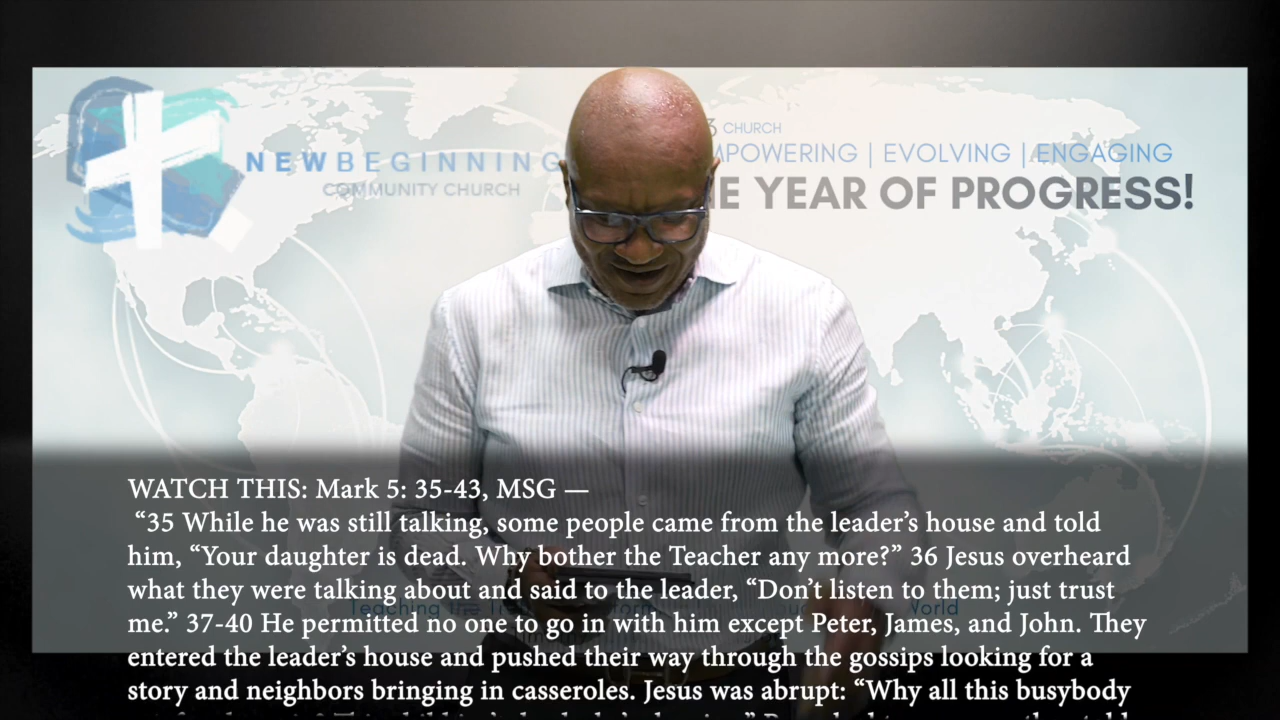 NEWBEGINNING
COMMUNITY CHURCH
CHURCH
MPOWERING | EVOLVING | ENGAGING
E YEAR OF PROGRESS!
WATCH THIS: Mark 5: 35-43, MSG —
“35 While he was still talking, some people came from the leader’s house and told
him, “Your daughter is dead. Why bother the Teacher any more?” 36 Jesus overheard
what they were talking about and said to the leader, “Don’t listen to them; just trust
me.” 37-40 He permitted no one to go in with him except Peter, James, and John. They
entered the leader’s house and pushed their way through the gossips looking for a
story and neighbors bringing in casseroles. Jesus was abrupt: “Why all this busybody
Teaching the World